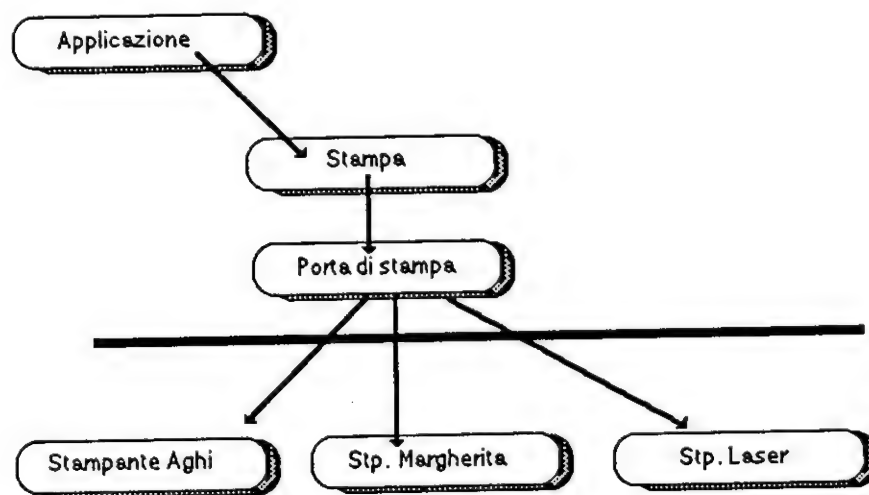 Applicazione
Stampa
Porta di stampa
Stampante Aghi
Stp. Margherita
Stp. Laser